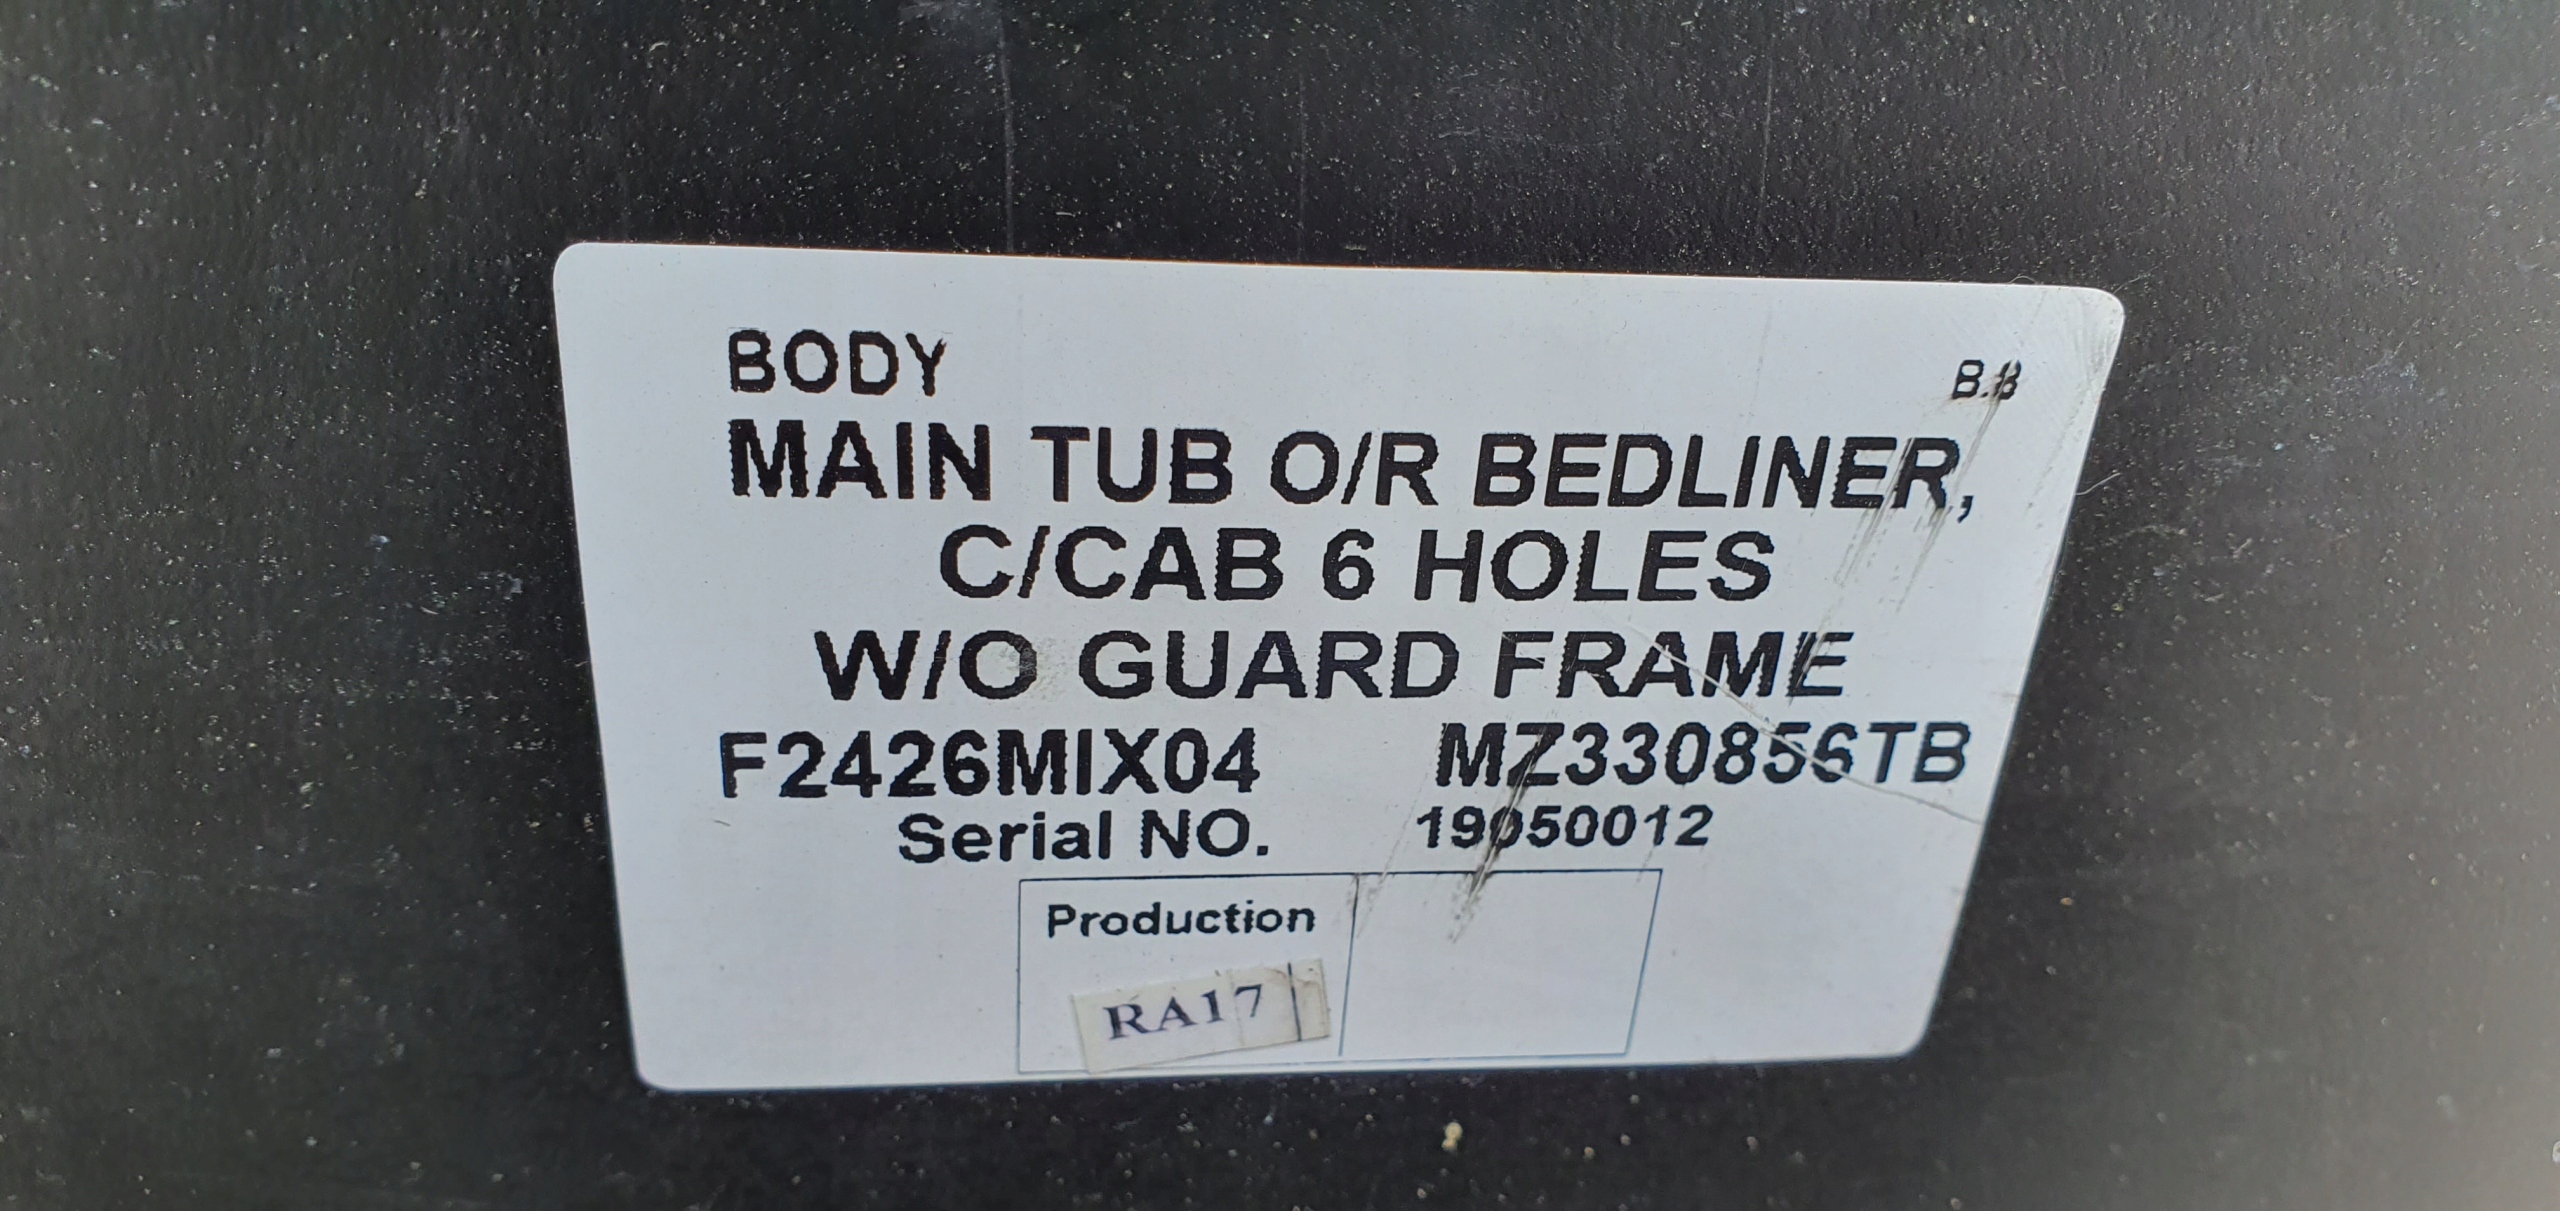 BODY
B.B
MAIN TUB O/R BEDLINER,
C/CAB 6 HOLES
W/O GUARD FRAME
F2426MIX04 MZ330856TB
Serial NO. 19050012
Production
RA17